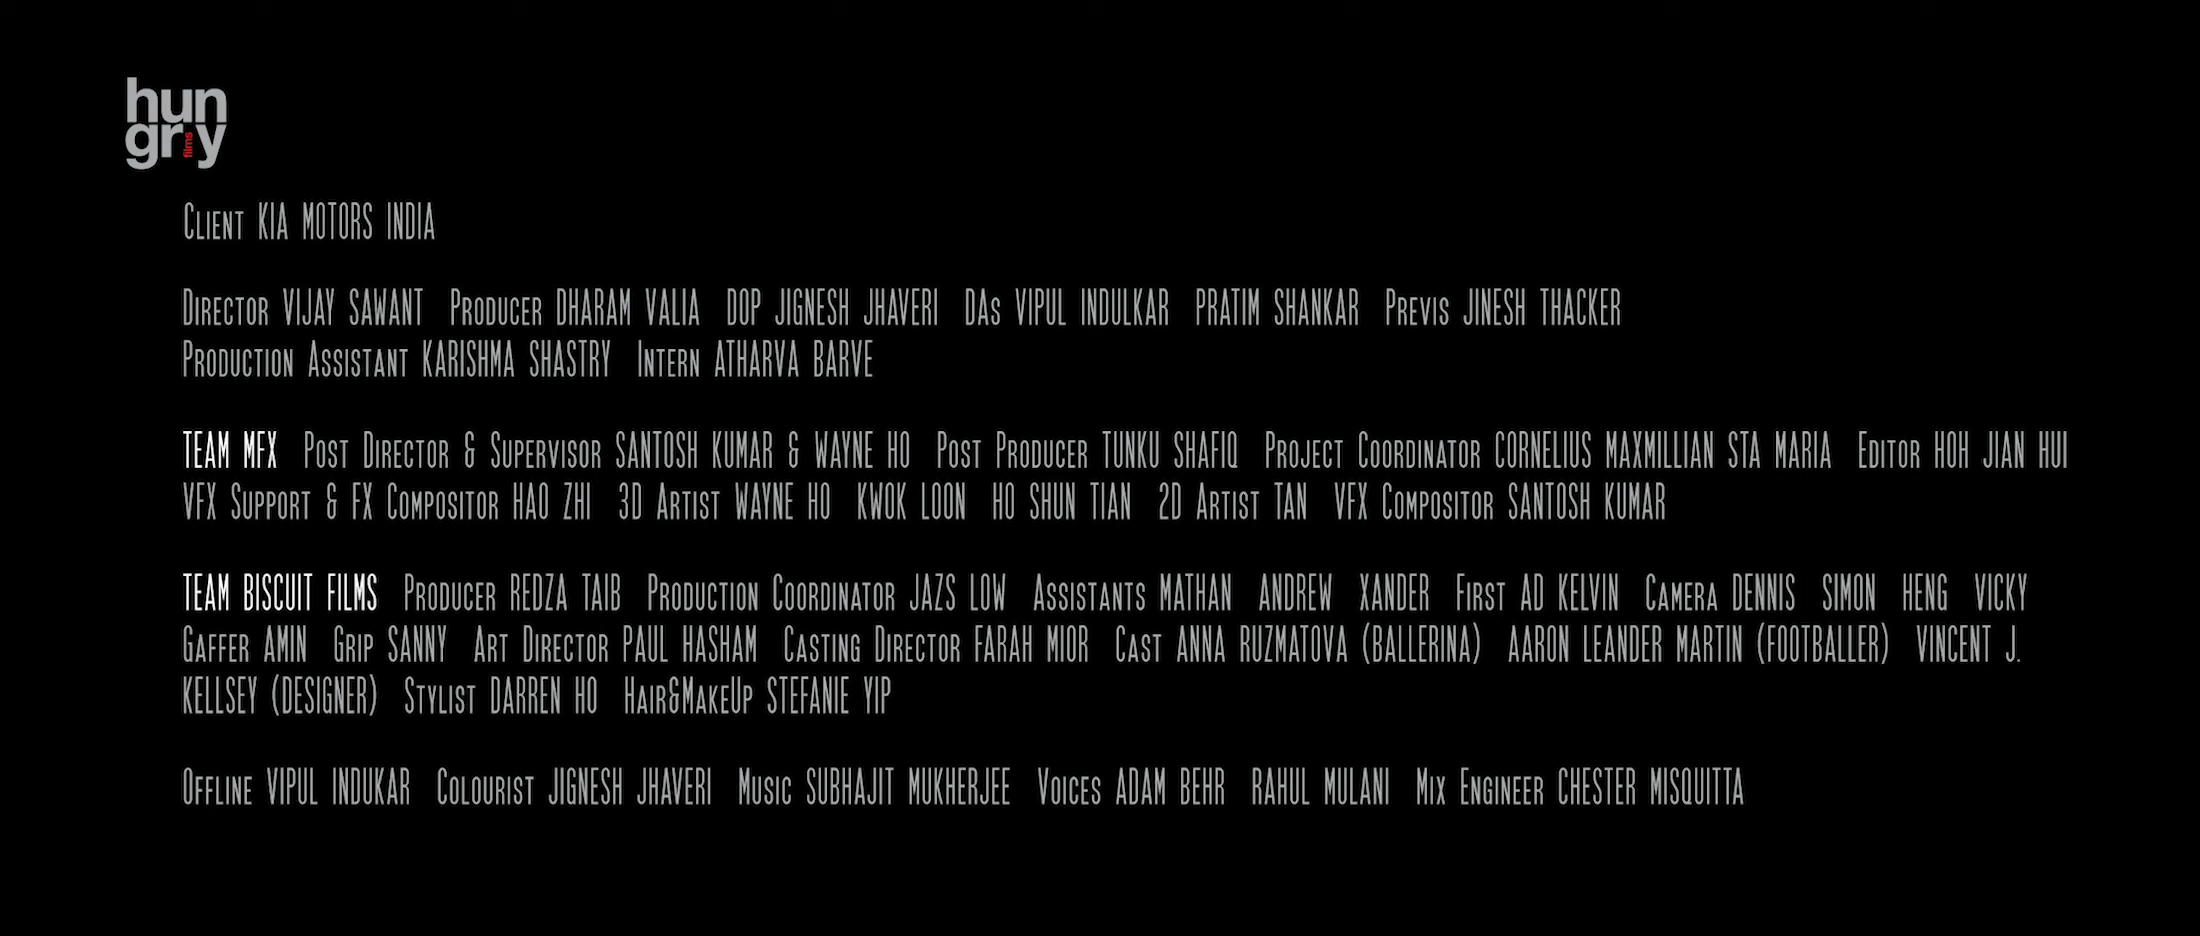 hun
gry
films
Client KIA MOTORS INDIA
Director VIJAY SAWANT Producer DHARAM VALIA DOP JIGNESH JHAVERI DAs VIPUL INDULKAR PRATIM SHANKAR Previs JINESH THACKER
Production Assistant KARISHMA SHASTRY Intern ATHARVA BARVE
TEAM MFX Post Director & Supervisor SANTOSH KUMAR & WAYNE HO Post Producer TUNKU SHAFIQ Project Coordinator CORNELIUS MAXMILLIAN STA MARIA Editor HOH JIAN HUI
VFX Support & FX Compositor HAO ZHI 3D Artist WAYNE HO KWOK LOON HO SHUN TIAN 2D Artist TAN VFX Compositor SANTOSH KUMAR
TEAM BISCUIT FILMS Producer REDZA TAIB Production Coordinator JAZS LOW Assistants MATHAN ANDREW XANDER First AD KELVIN Camera DENNIS SIMON HENG VICKY
Gaffer AMIN Grip SANNY Art Director PAUL HASHAM Casting Director FARAH MIOR Cast ANNA RUZMATOVA (BALLERINA) AARON LEANDER MARTIN (FOOTBALLER) VINCENT J.
KELLSEY (DESIGNER) Stylist DARREN HO Hair&MakeUp STEFANIE YIP
Offline VIPUL INDUKAR Colourist JIGNESH JHAVERI Music SUBHAJIT MUKHERJEE Voices ADAM BEHR RAHUL MULANI Mix Engineer CHESTER MISQUITTA